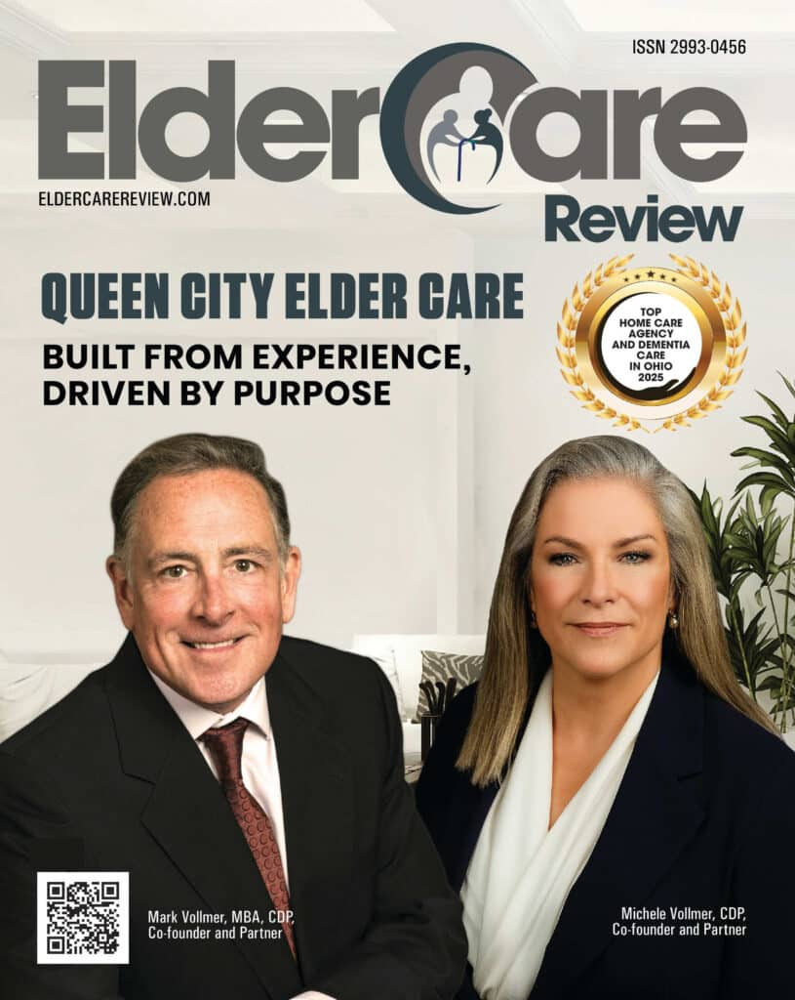 ISSN 2993-0456
ElderCare
ELDERCAREREVIEW.COM
Review
QUEEN CITY ELDER CARE
BUILT FROM EXPERIENCE,
DRIVEN BY PURPOSE
TOP
HOME CARE
AGENCY
AND DEMENTIA
CARE
IN OHIO
2025
Mark Vollmer, MBA, CDP,
Co-founder and Partner
Michele Vollmer, CDP,
Co-founder and Partner